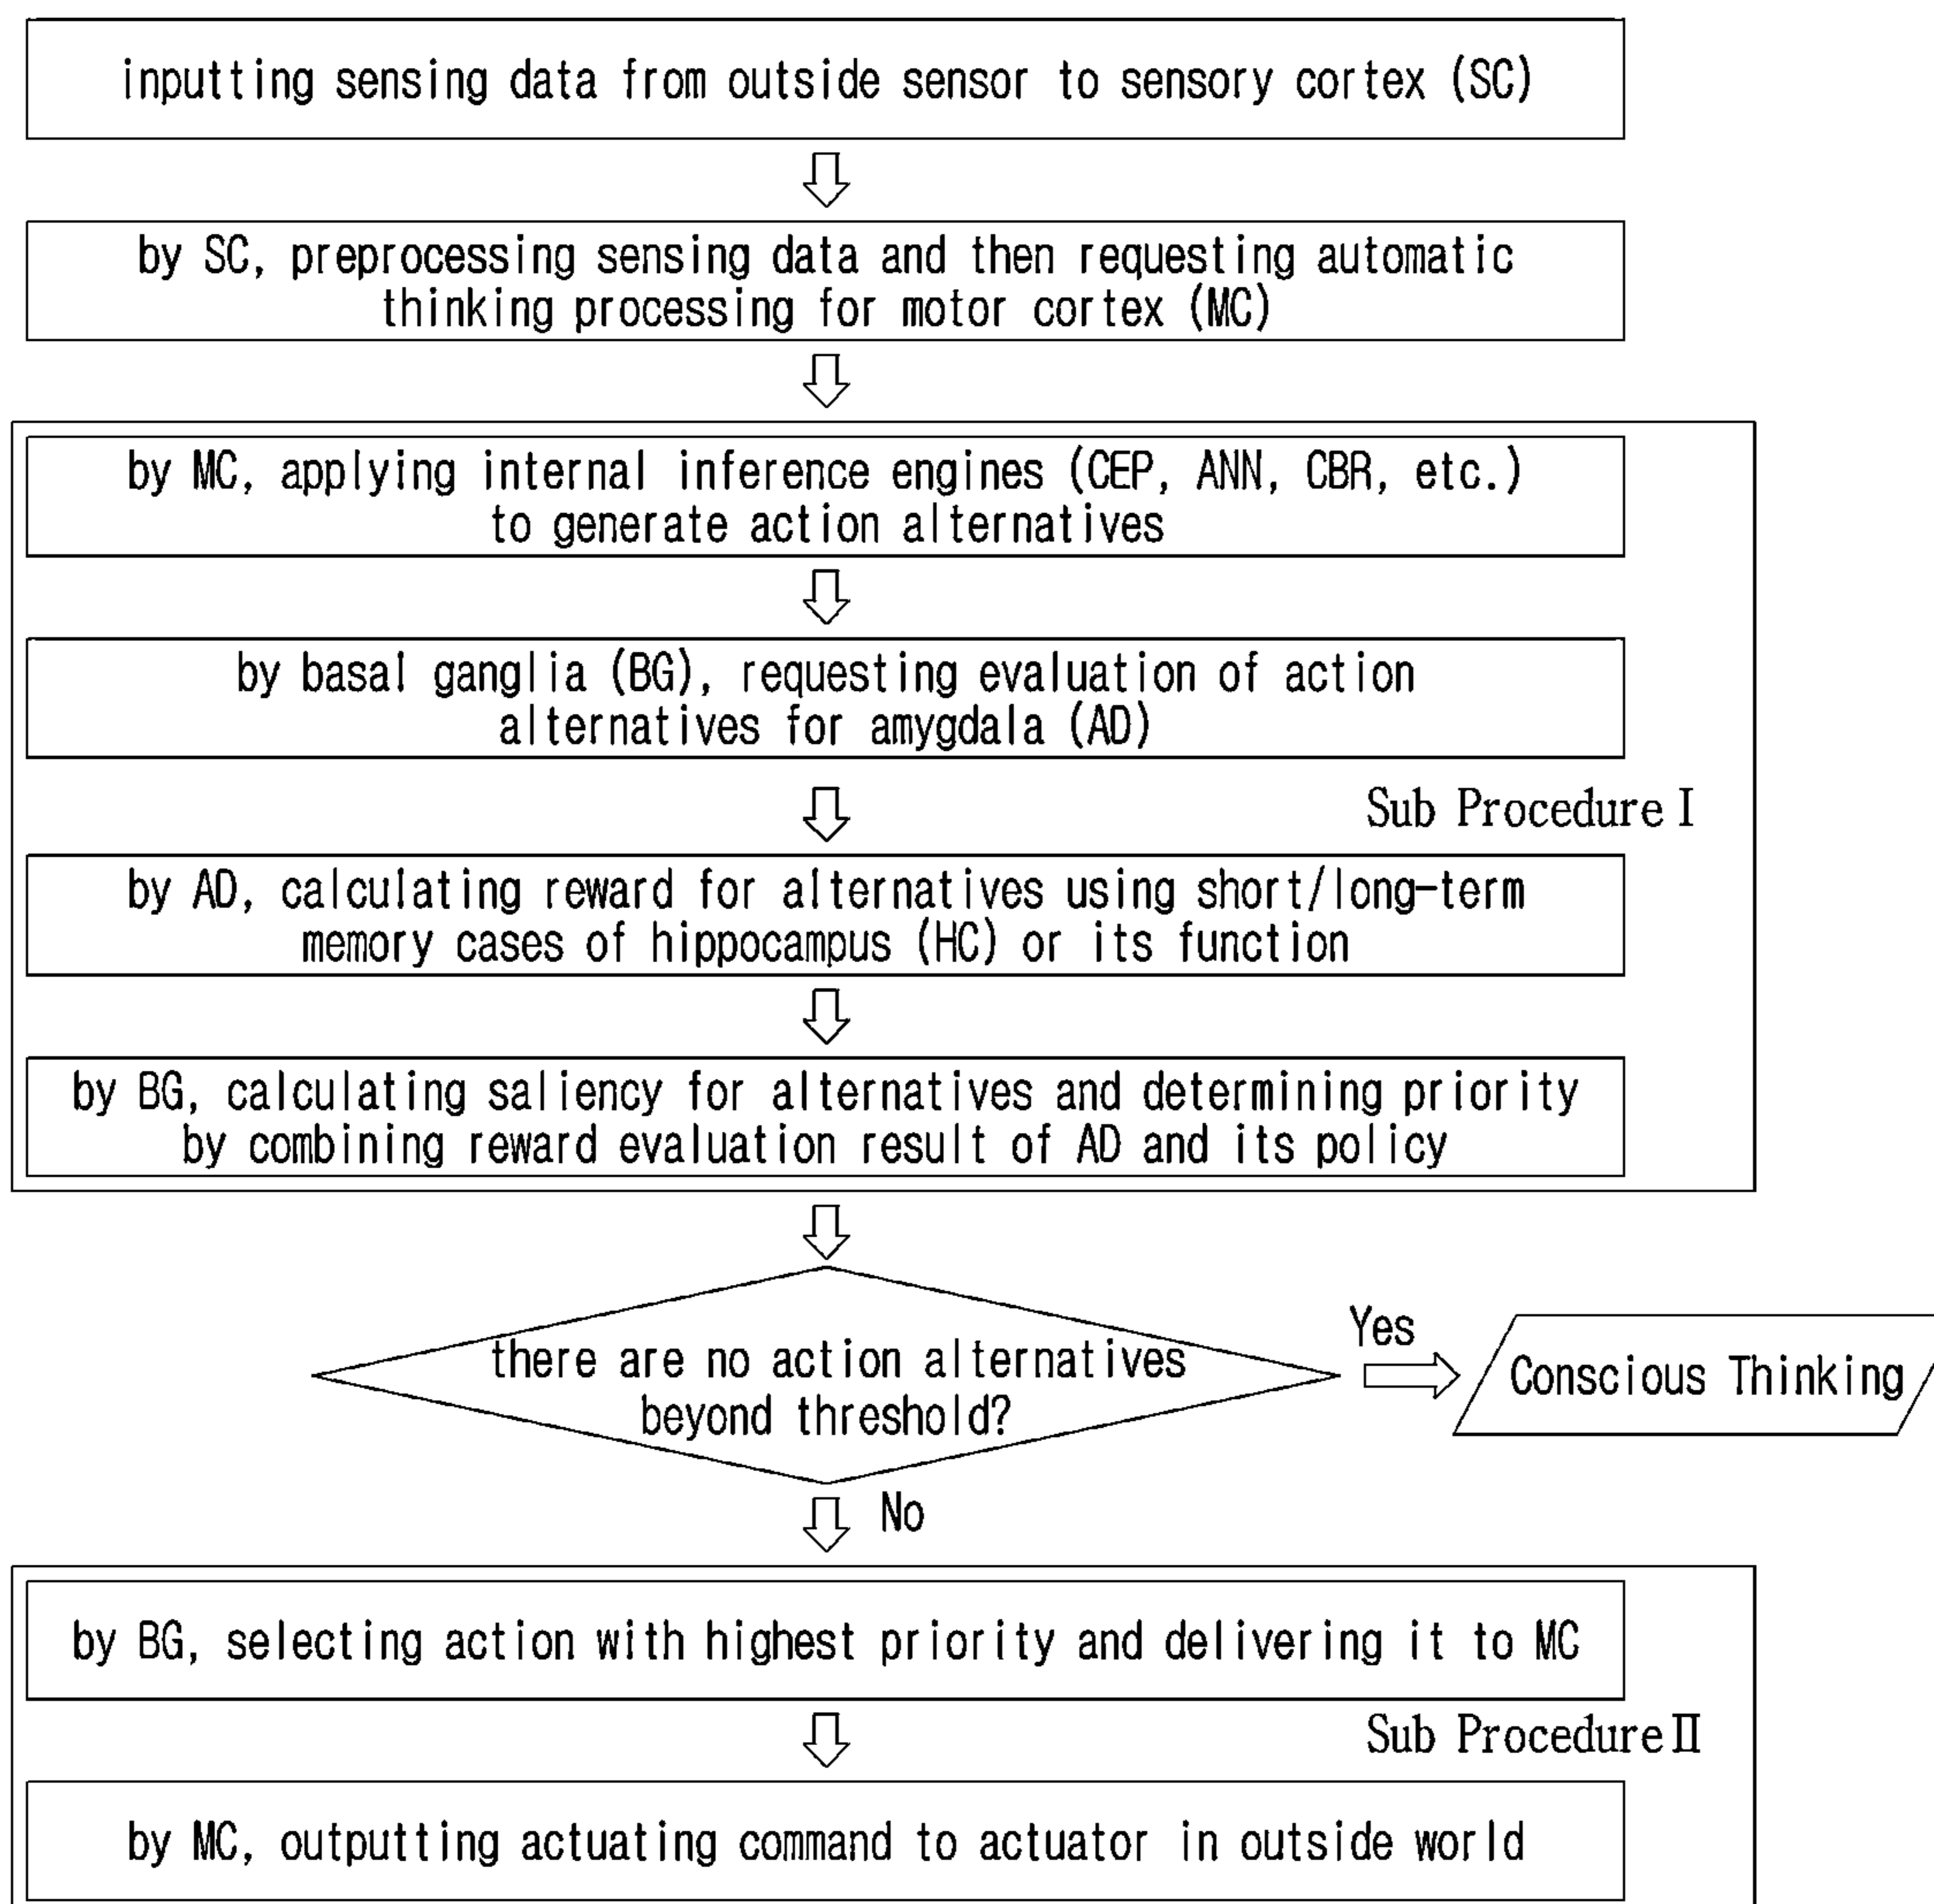 inputting sensing data from outside sensor to sensory cortex (SC)
by SC, preprocessing sensing data and then requesting automatic
thinking processing for motor cortex (MC)
by MC, applying internal inference engines (CEP, ANN, CBR, etc.)
to generate action alternatives
by basal ganglia (BG), requesting evaluation of action
alternatives for amygdala (AD)
Sub Procedure I
by AD, calculating reward for alternatives using short/long-term
memory cases of hippocampus (HC) or its function
by BG, calculating saliency for alternatives and determining priority
by combining reward evaluation result of AD and its policy
there are no action alternatives
beyond threshold?
Yes
Conscious Thinking
No
by BG, selecting action with highest priority and delivering it to MC
Sub Procedure II
by MC, outputting actuating command to actuator in outside world